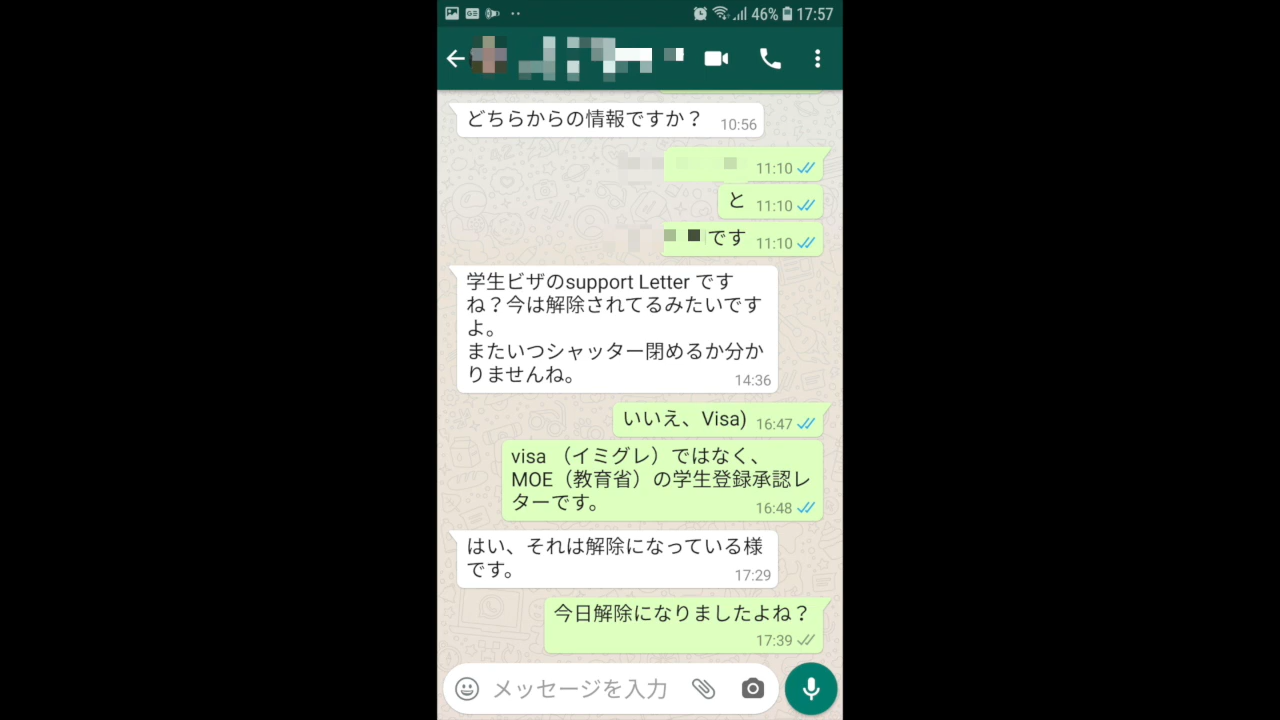 46% 17:57
どちらからの情報ですか？ 10:56
11:10
と 11:10
です 11:10
学生ビザのsupport Letter です
ね？今は解除されてるみたいです
よ。
またいつシャッター閉めるか分か
りませんね。 14:36
いいえ、Visa) 16:47
visa （イミグレ）ではなく、
MOE（教育省）の学生登録承認レ
ターです。 16:48
はい、それは解除になっている様
です。 17:29
今日解除になりましたよね？
17:39
メッセージを入力